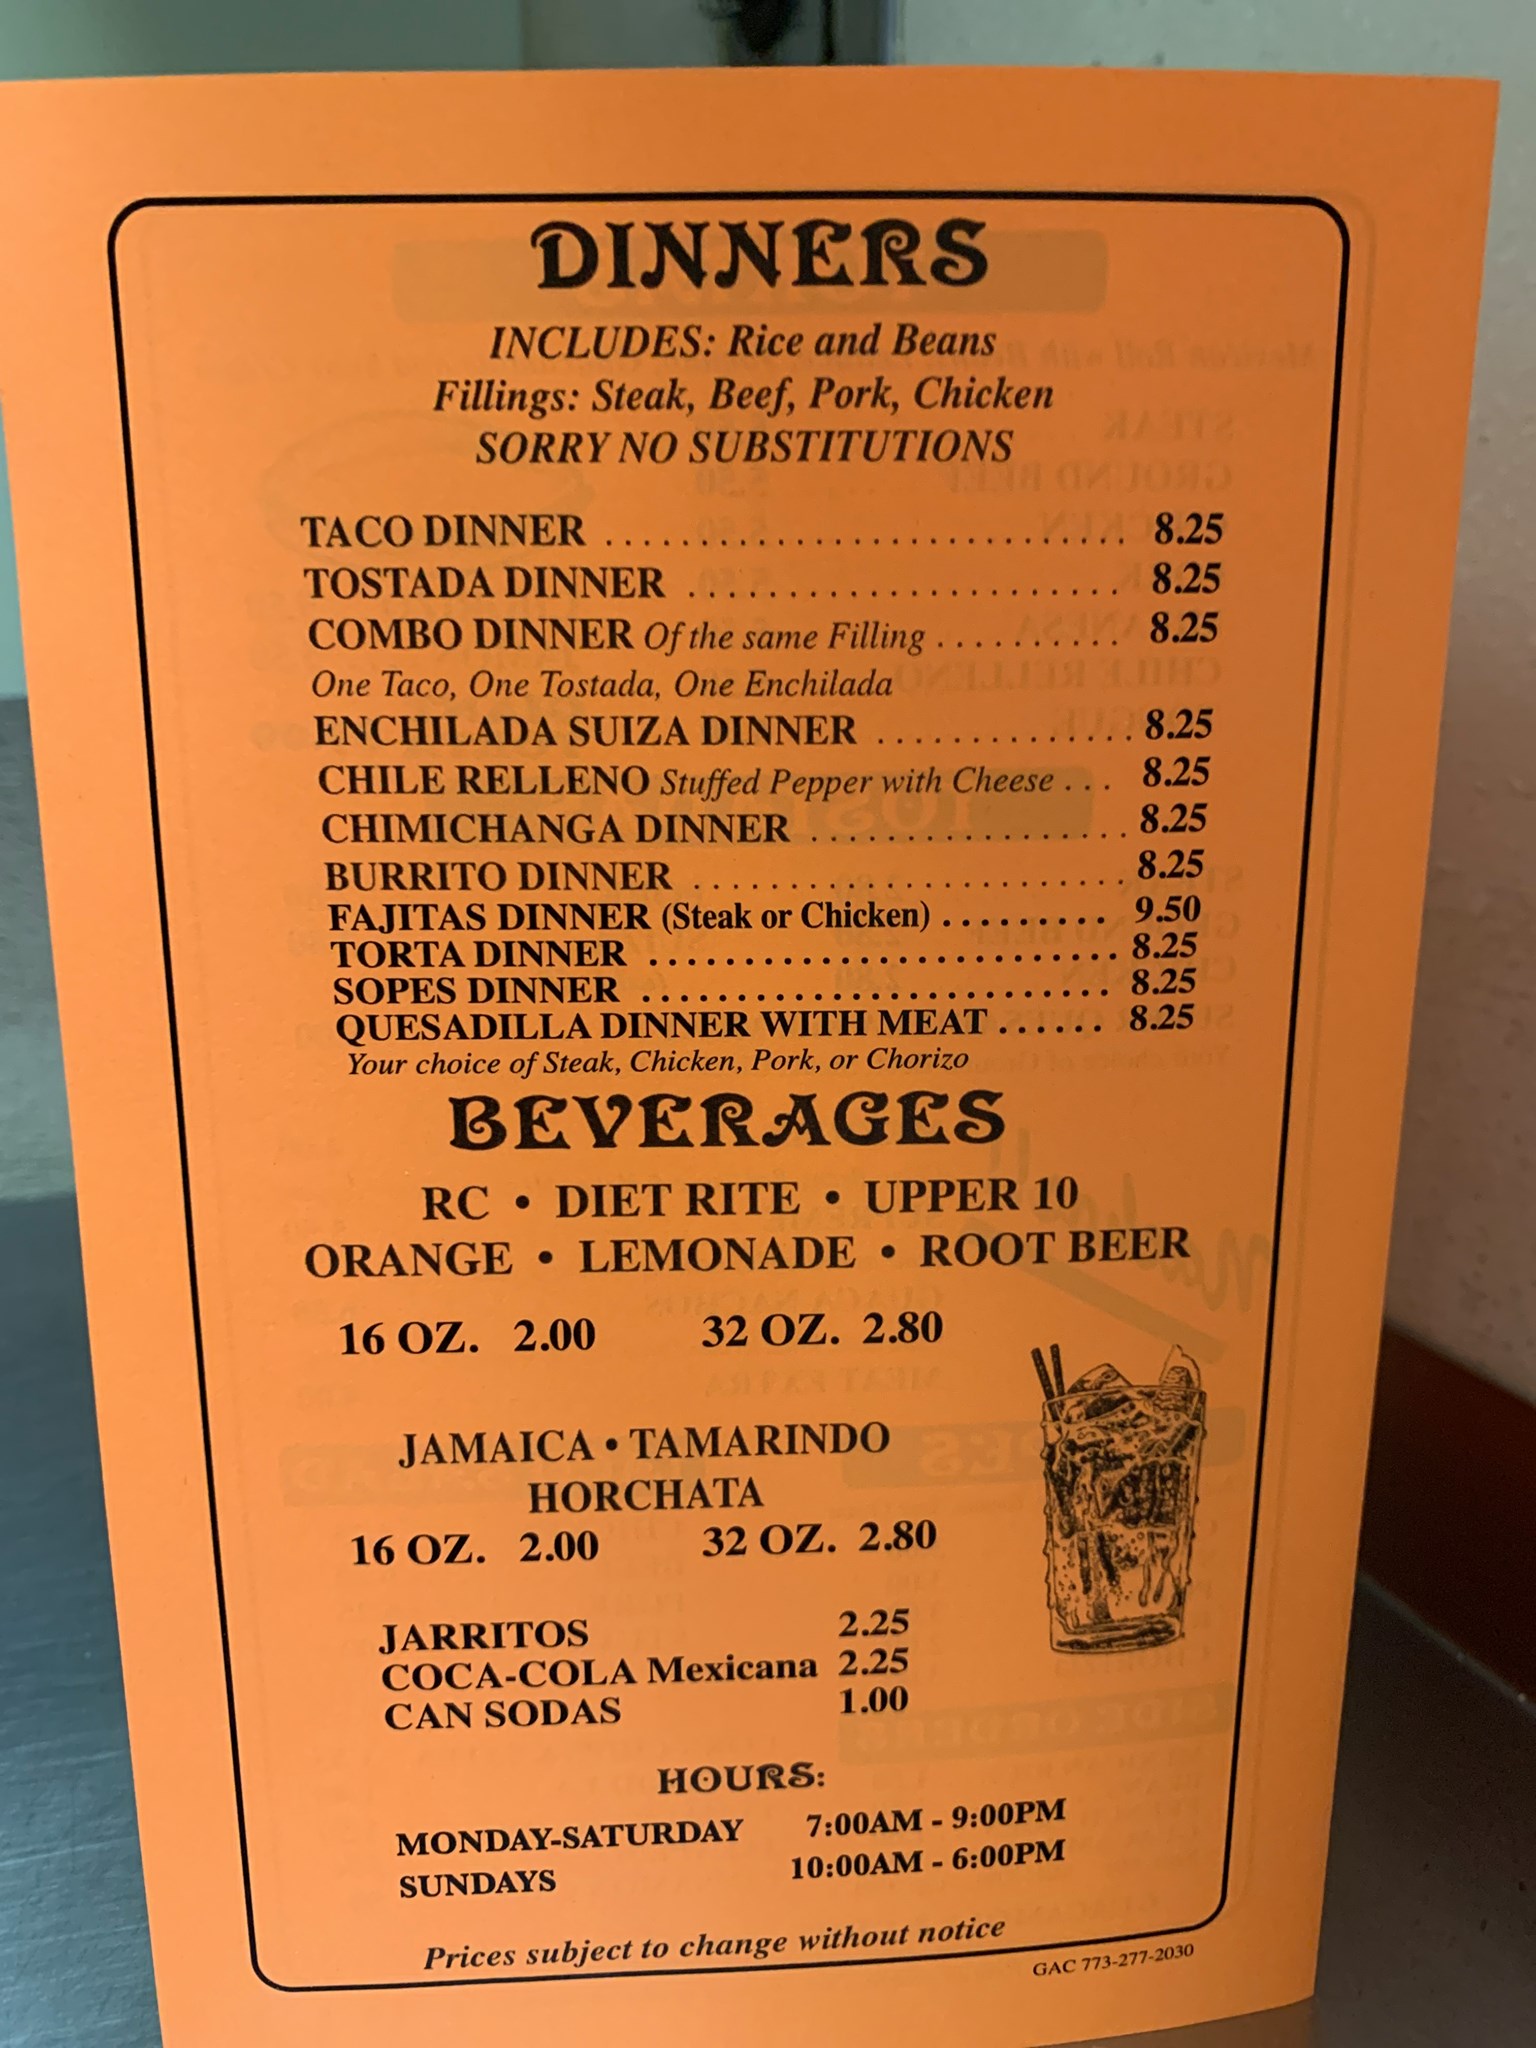 DINNERS
INCLUDES: Rice and Beans
Fillings: Steak, Beef, Pork, Chicken
SORRY NO SUBSTITUTIONS
TACO DINNER ............................ 8.25
TOSTADA DINNER ...................... 8.25
COMBO DINNER Of the same Filling .......... 8.25
One Taco, One Tostada, One Enchilada
ENCHILADA SUIZA DINNER .............. 8.25
CHILE RELLENO Stuffed Pepper with Cheese ... 8.25
CHIMICHANGA DINNER ................. 8.25
BURRITO DINNER ....................... 8.25
FAJITAS DINNER (Steak or Chicken) ......... 9.50
TORTA DINNER ......................... 8.25
SOPES DINNER ......................... 8.25
QUESADILLA DINNER WITH MEAT ...... 8.25
Your choice of Steak, Chicken, Pork, or Chorizo
BEVERAGES
RC • DIET RITE • UPPER 10
ORANGE • LEMONADE • ROOT BEER
16 OZ. 2.00 32 OZ. 2.80
JAMAICA • TAMARINDO
HORCHATA
16 OZ. 2.00 32 OZ. 2.80
JARRITOS 2.25
COCA-COLA Mexicana 2.25
CAN SODAS 1.00
HOURS:
MONDAY-SATURDAY 7:00AM - 9:00PM
SUNDAYS 10:00AM - 6:00PM
Prices subject to change without notice
GAC 773-277-2030